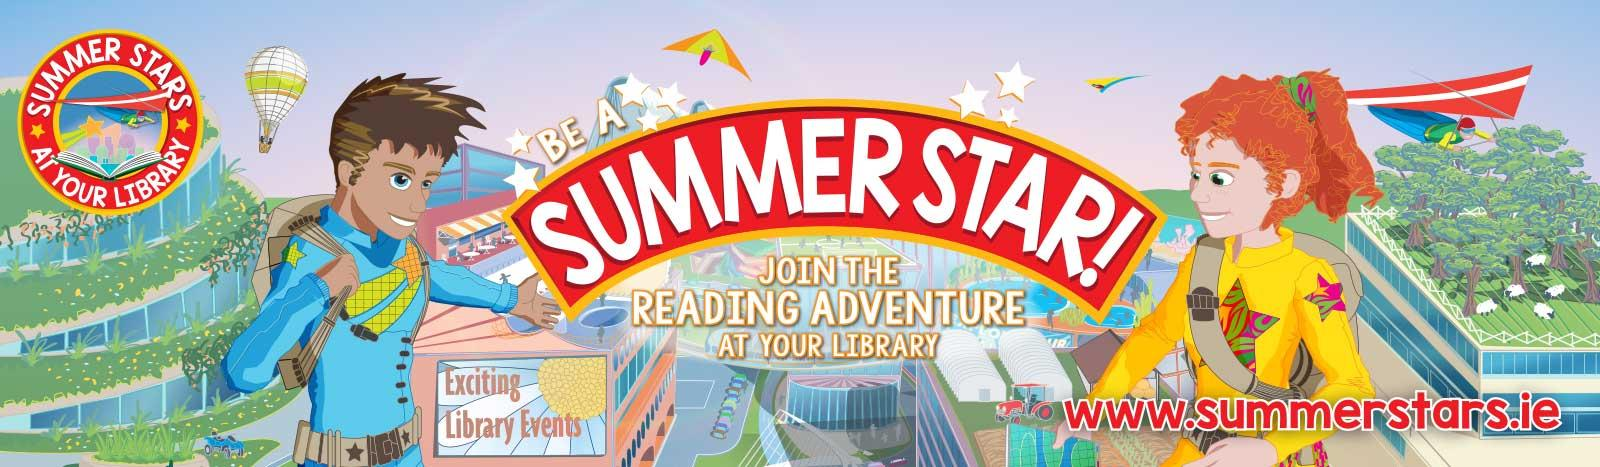 SUMMER STARS
AT YOUR LIBRARY
BE A
SUMMER STAR!
JOIN THE
READING ADVENTURE
AT YOUR LIBRARY
Exciting
Library Events
www.summerstars.ie